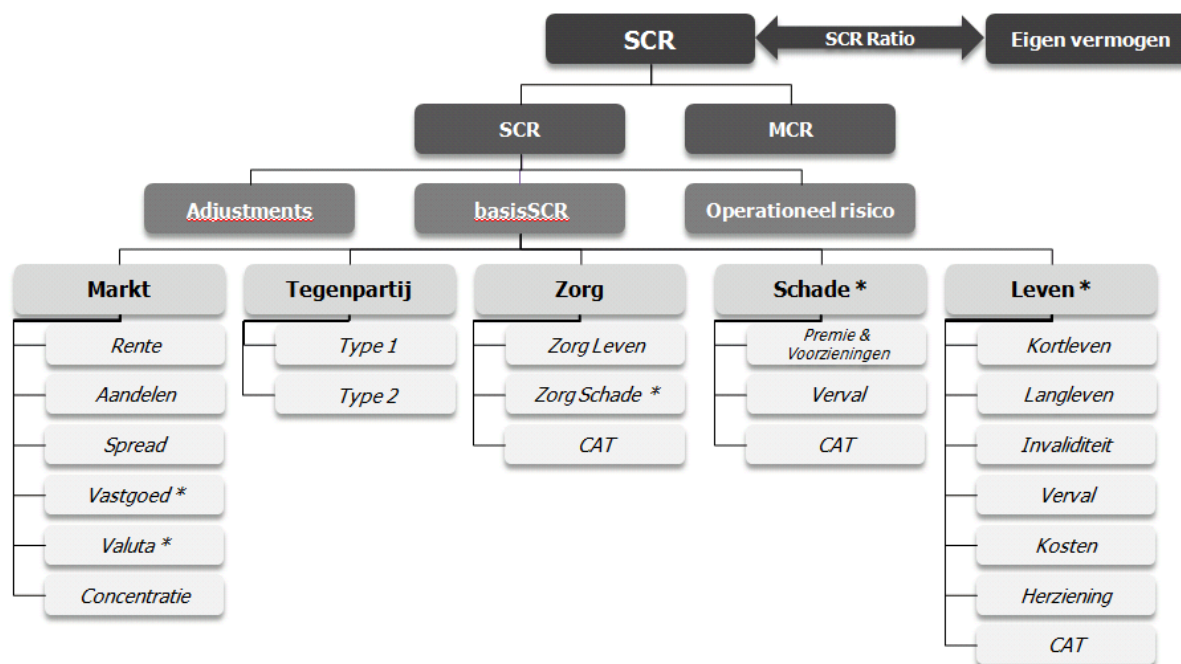 SCR
SCR Ratio
Eigen vermogen
SCR
MCR
Adjustments
basisSCR
Operationeel risico
Markt
Tegenpartij
Zorg
Schade *
Leven *
Rente
Aandelen
Spread
Vastgoed *
Valuta *
Concentratie
Type 1
Type 2
Zorg Leven
Zorg Schade *
CAT
Premie &
Voorzieningen
Verval
CAT
Kortleven
Langleven
Invaliditeit
Verval
Kosten
Herziening
CAT